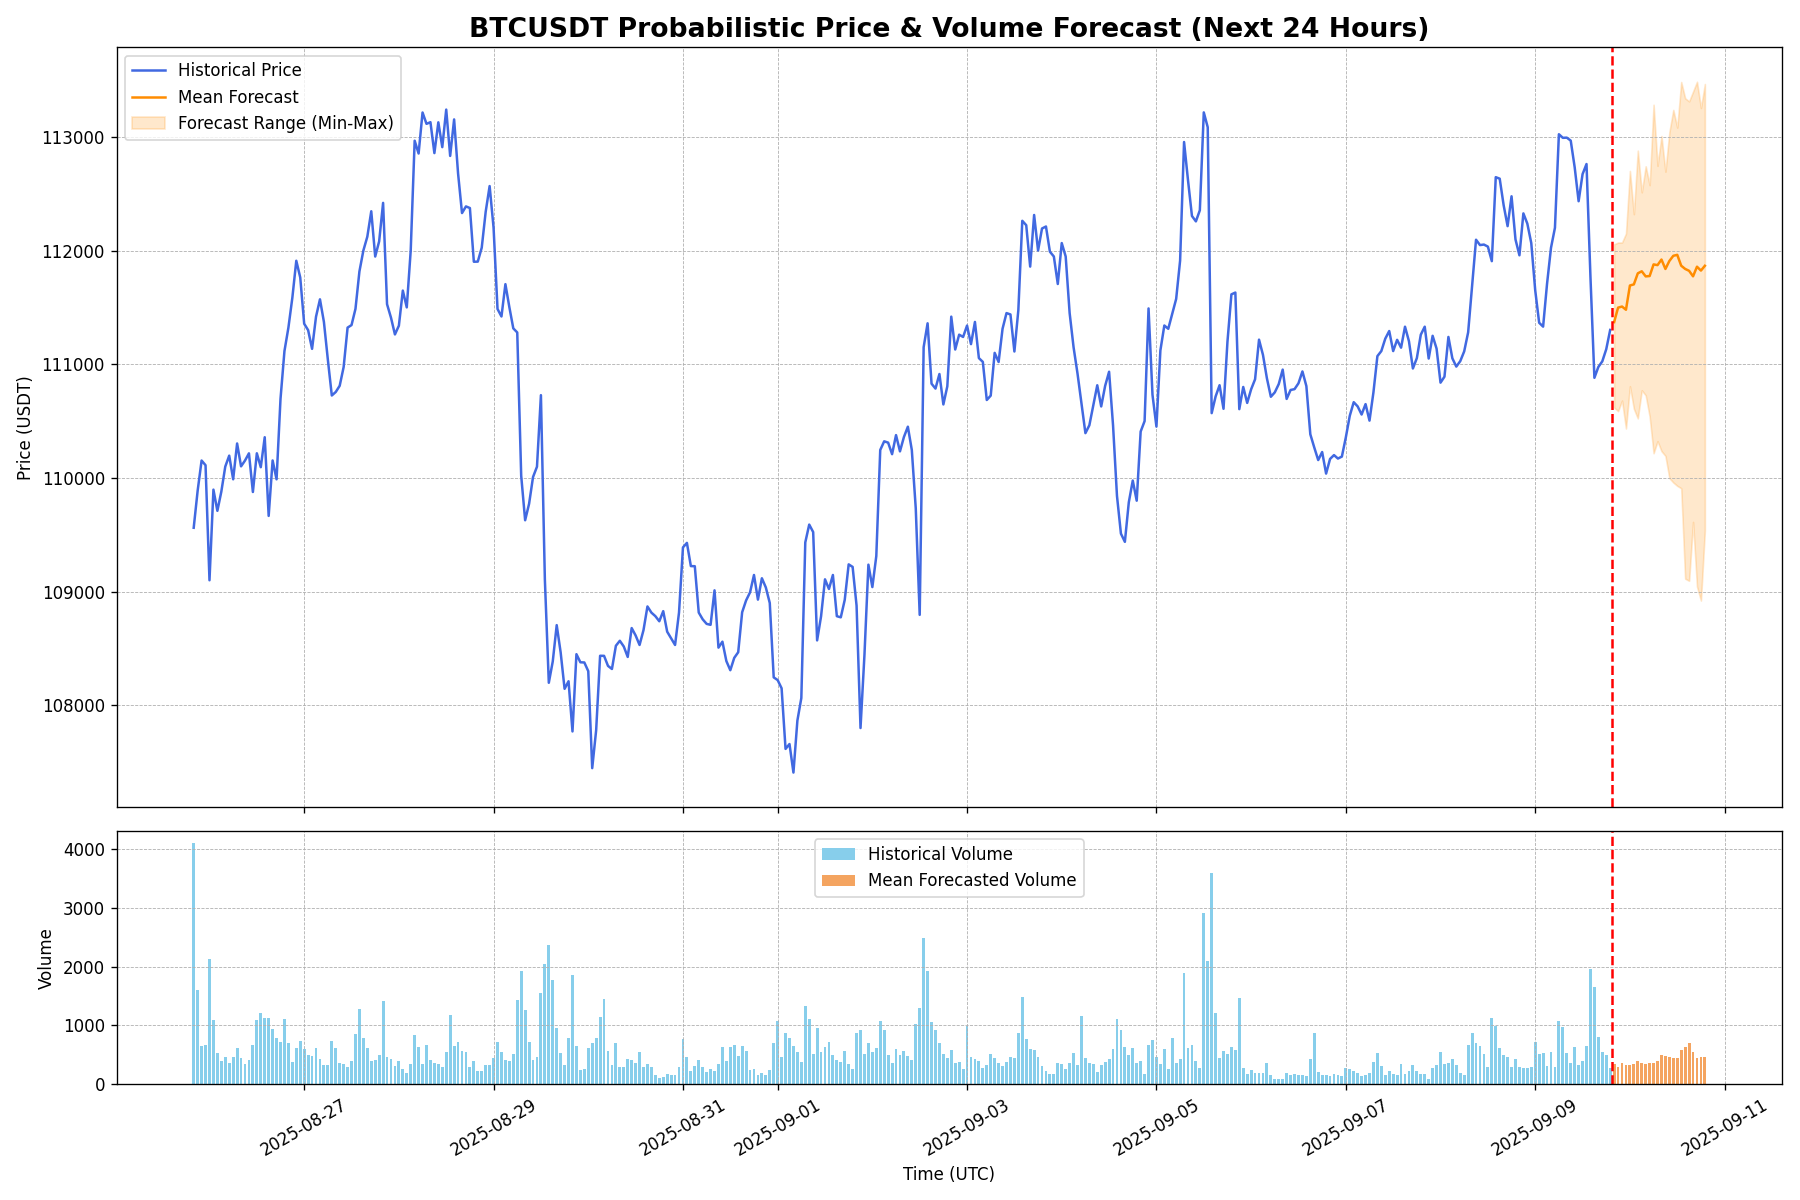 BTCUSDT Probabilistic Price & Volume Forecast (Next 24 Hours)
Historical Price
Mean Forecast
Forecast Range (Min-Max)
Price (USDT)
113000
112000
111000
110000
109000
108000
Historical Volume
Mean Forecasted Volume
Volume
4000
3000
2000
1000
0
2025-08-27
2025-08-29
2025-08-31
2025-09-01
2025-09-03
2025-09-05
2025-09-07
2025-09-09
2025-09-11
Time (UTC)